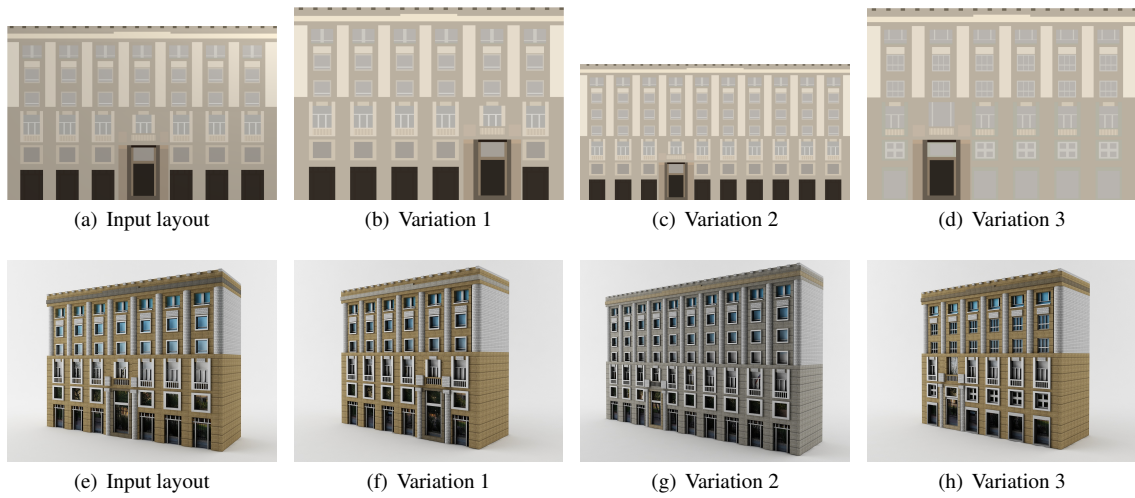 (a) Input layout
(b) Variation 1
(c) Variation 2
(d) Variation 3
(e) Input layout
(f) Variation 1
(g) Variation 2
(h) Variation 3